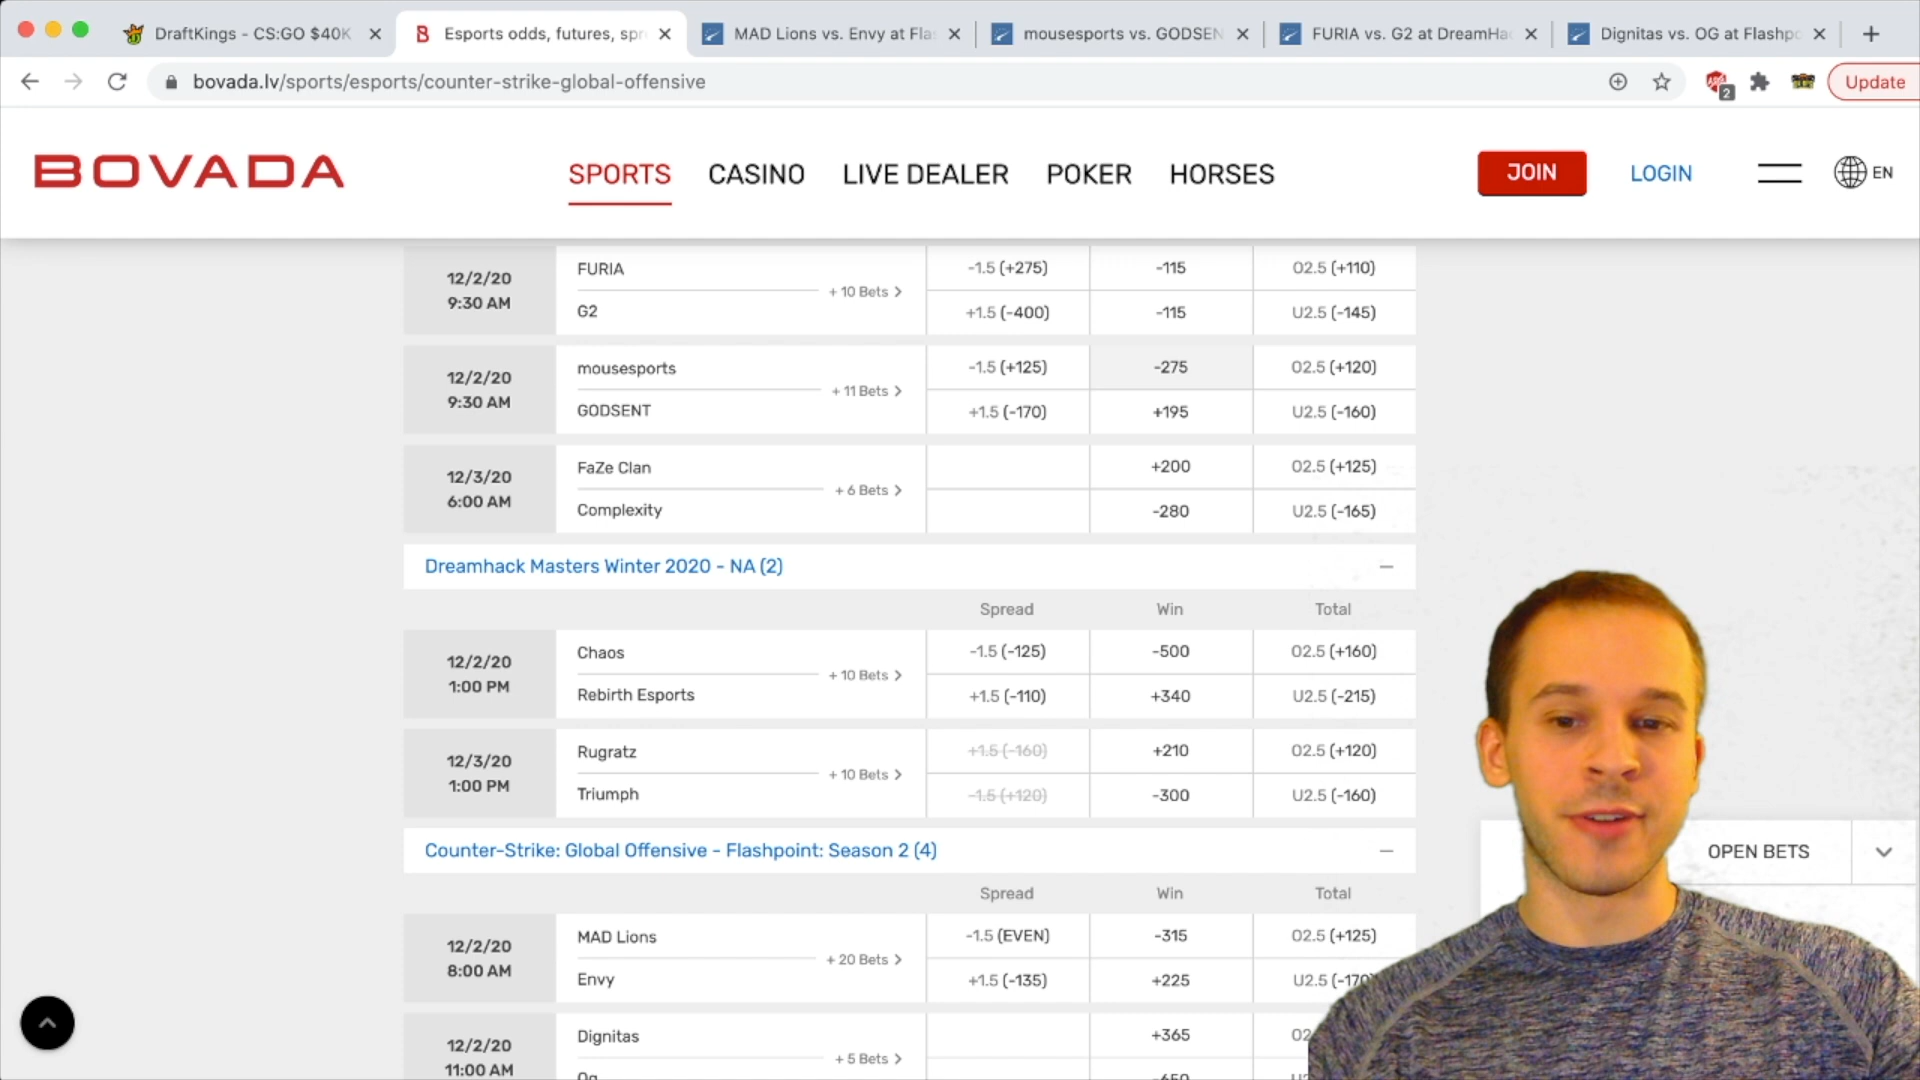 DraftKings - CS:GO $40K
Esports odds, futures, spr
MAD Lions vs. Envy at Fla
mousesports vs. GODSEN
FURIA vs. G2 at DreamHac
Dignitas vs. OG at Flashpo
bovada.lv/sports/esports/counter-strike-global-offensive
2
Update
BOVADA
SPORTS
CASINO
LIVE DEALER
POKER
HORSES
JOIN
LOGIN
EN
12/2/20
9:30 AM
FURIA
G2
+ 10 Bets >
-1.5 (+275)
-115
O2.5 (+110)
+1.5 (-400)
-115
U2.5 (-145)
12/2/20
9:30 AM
mousesports
GODSENT
+ 11 Bets >
-1.5 (+125)
-275
O2.5 (+120)
+1.5 (-170)
+195
U2.5 (-160)
12/3/20
6:00 AM
FaZe Clan
Complexity
+ 6 Bets >
+200
O2.5 (+125)
-280
U2.5 (-165)
Dreamhack Masters Winter 2020 - NA (2)
Spread
Win
Total
12/2/20
1:00 PM
Chaos
Rebirth Esports
+ 10 Bets >
-1.5 (-125)
-500
O2.5 (+160)
+1.5 (-110)
+340
U2.5 (-215)
12/3/20
1:00 PM
Rugratz
Triumph
+ 10 Bets >
+1.5 (-160)
+210
O2.5 (+120)
-1.5 (+120)
-300
U2.5 (-160)
Counter-Strike: Global Offensive - Flashpoint: Season 2 (4)
Spread
Win
Total
12/2/20
8:00 AM
MAD Lions
Envy
+ 20 Bets >
-1.5 (EVEN)
-315
O2.5 (+125)
+1.5 (-135)
+225
U2.5 (-170
12/2/20
11:00 AM
Dignitas
Og
+ 5 Bets >
+365
O2
-650
OPEN BETS